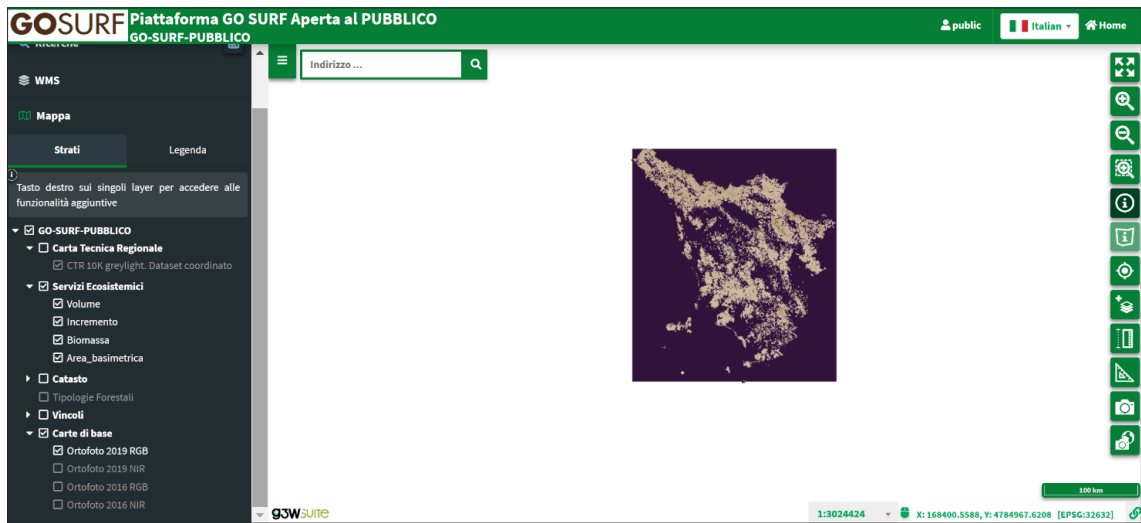 GOSURF
Piattaforma GO SURF Aperta al PUBBLICO
GO-SURF-PUBBLICO
public
Italian
Home
Ricerche
WMS
Mappa
Strati
Legenda
Tasto destro sui singoli layer per accedere alle
funzionalità aggiuntive
GO-SURF-PUBBLICO
Carta Tecnica Regionale
CTR 10K greylight. Dataset coordinato
Servizi Ecosistemici
Volume
Incremento
Biomassa
Area_basimetrica
Catasto
Tipologie Forestali
Vincoli
Carte di base
Ortofoto 2019 RGB
Ortofoto 2019 NIR
Ortofoto 2016 RGB
Ortofoto 2016 NIR
Indirizzo ...
100 km
g3wsuite
1:3024424
X: 168400.5588, Y: 4784967.6208 [EPSG:32632]